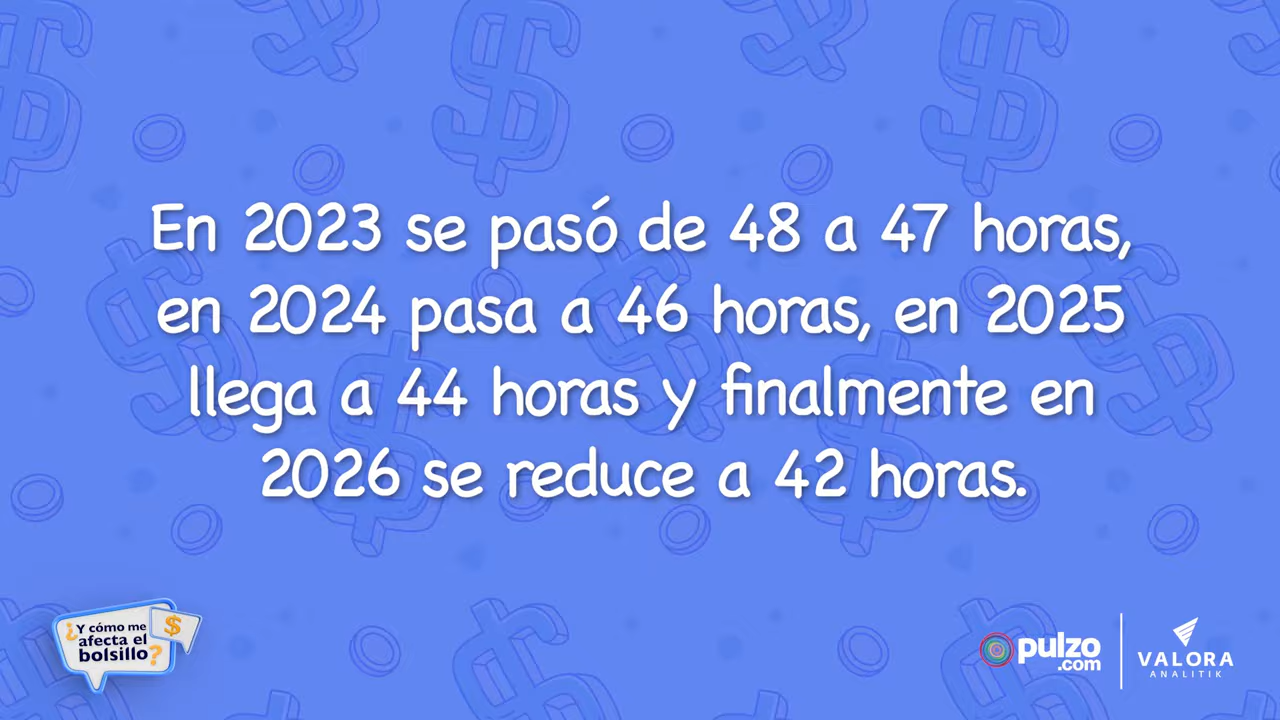 En 2023 se pasó de 48 a 47 horas,
en 2024 pasa a 46 horas, en 2025
llega a 44 horas y finalmente en
2026 se reduce a 42 horas.
¿Y cómo me
afecta el
bolsillo?
$
pulzo
.com
VALORA
ANALITIK